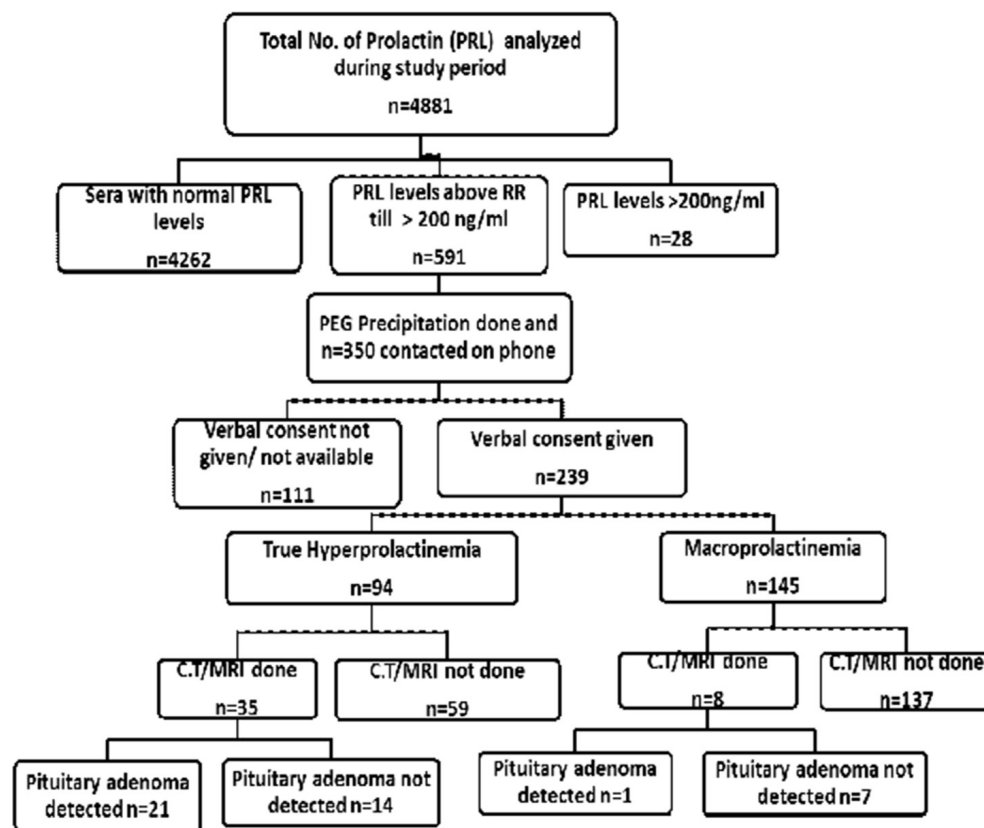 Total No. of Prolactin (PRL) analyzed
during study period
n=4881
Sera with normal PRL
levels
n=4262
PRL levels above RR
till > 200 ng/ml
n=591
PRL levels >200ng/ml
n=28
PEG Precipitation done and
n=350 contacted on phone
Verbal consent not
given/ not available
n=111
Verbal consent given
n=239
True Hyperprolactinemia
n=94
Macroprolactinemia
n=145
C.T/MRI done
n=35
C.T/MRI not done
n=59
C.T/MRI done
n=8
C.T/MRI not done
n=137
Pituitary adenoma
detected n=21
Pituitary adenoma not
detected n=14
Pituitary adenoma
detected n=1
Pituitary adenoma not
detected n=7